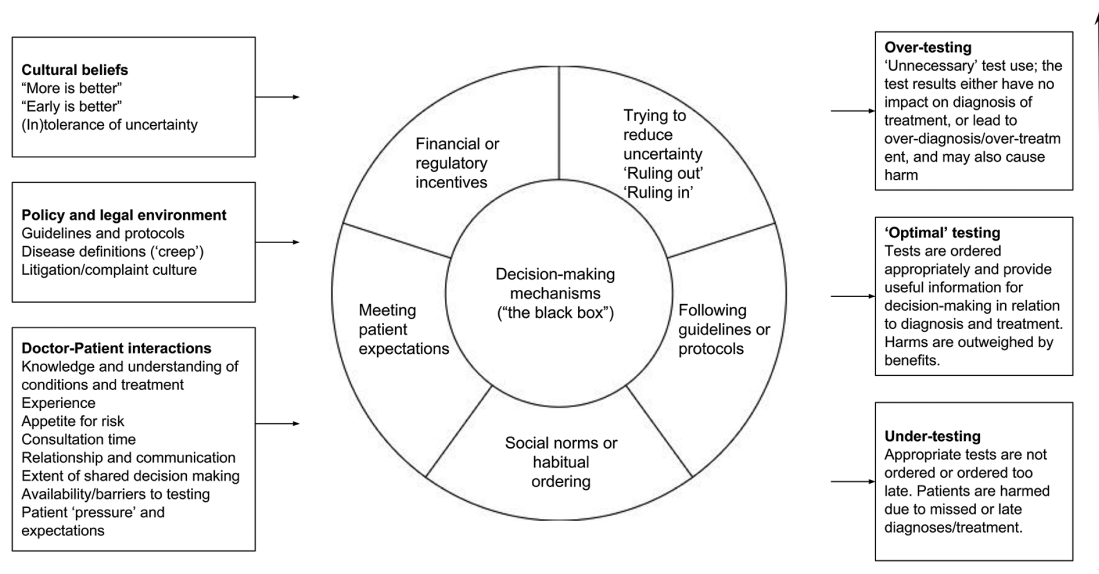 Cultural beliefs
“More is better”
“Early is better”
(In)tolerance of uncertainty
Policy and legal environment
Guidelines and protocols
Disease definitions (‘creep’)
Litigation/complaint culture
Doctor-Patient interactions
Knowledge and understanding of
conditions and treatment
Experience
Appetite for risk
Consultation time
Relationship and communication
Extent of shared decision making
Availability/barriers to testing
Patient ‘pressure’ and
expectations
Financial or
regulatory
incentives
Trying to
reduce
uncertainty
‘Ruling out’
‘Ruling in’
Decision-making
mechanisms
(“the black box”)
Meeting
patient
expectations
Following
guidelines or
protocols
Social norms or
habitual
ordering
Over-testing
‘Unnecessary’ test use; the
test results either have no
impact on diagnosis of
treatment, or lead to
over-diagnosis/over-treatm
ent, and may also cause
harm
‘Optimal’ testing
Tests are ordered
appropriately and provide
useful information for
decision-making in relation
to diagnosis and treatment.
Harms are outweighed by
benefits.
Under-testing
Appropriate tests are not
ordered or ordered too
late. Patients are harmed
due to missed or late
diagnoses/treatment.